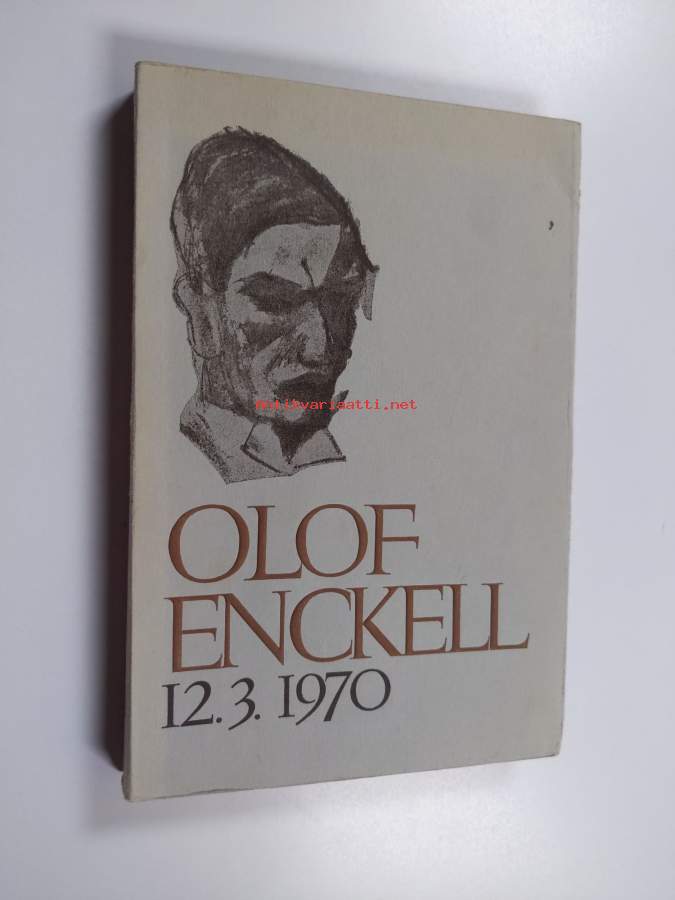 Antikvariaatti.net
OLOF
ENCKELL
12.3. 1970